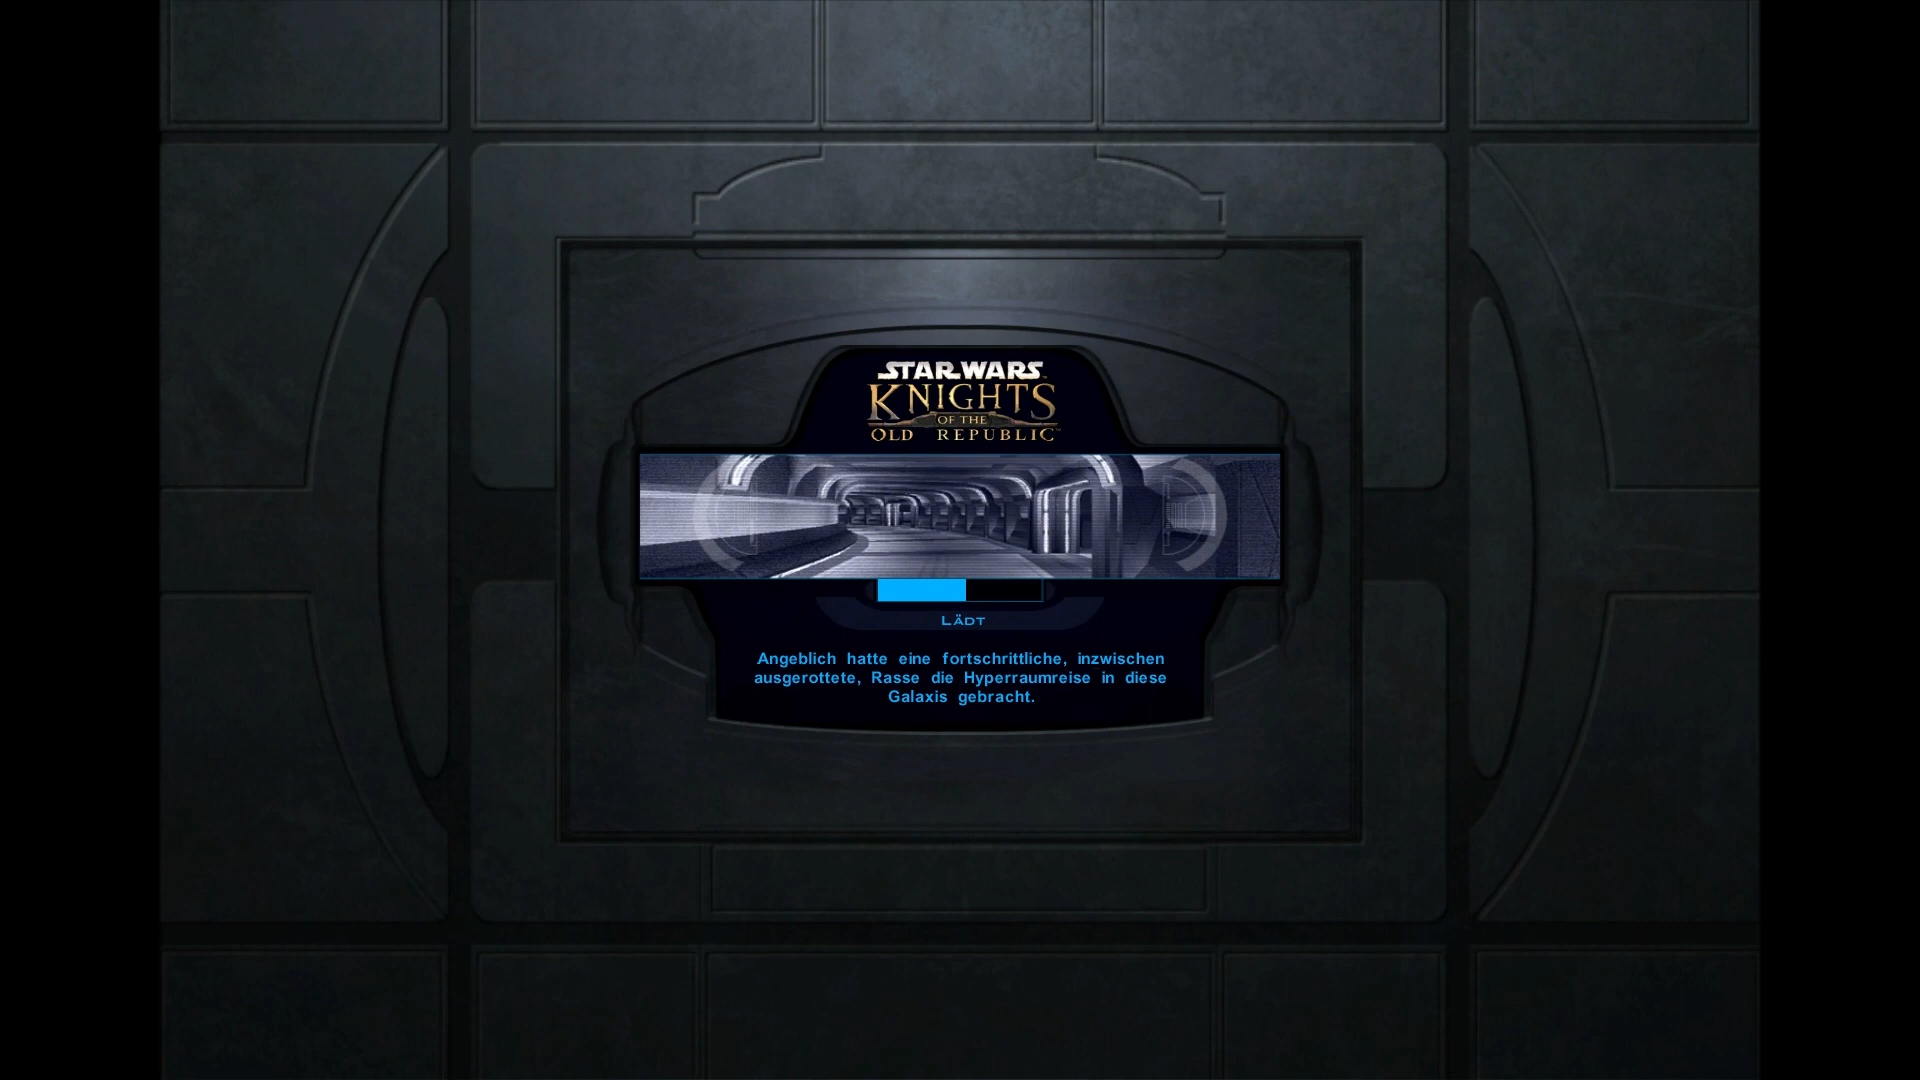 STAR WARS
KNIGHTS
OF THE
OLD REPUBLIC™
LÄDT
Angeblich hatte eine fortschrittliche, inzwischen
ausgerottete, Rasse die Hyperraumreise in diese
Galaxis gebracht.